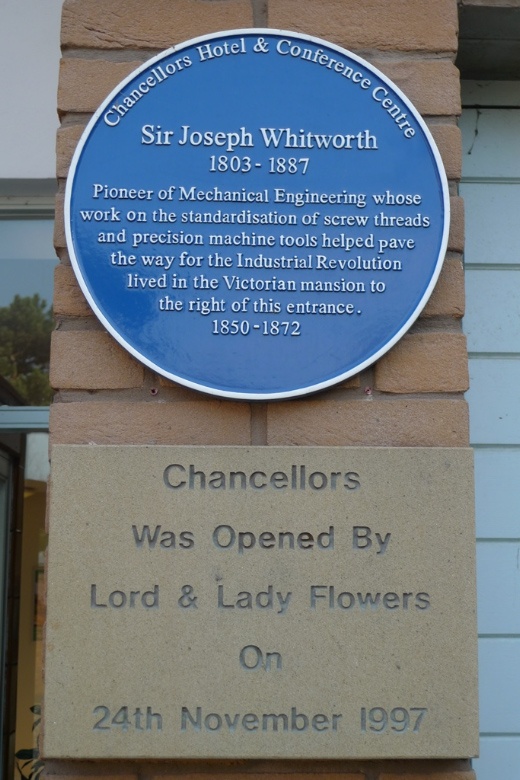 Chancellors Hotel & Conference Centre
Sir Joseph Whitworth
1803-1887
Pioneer of Mechanical Engineering whose
work on the standardisation of screw threads
and precision machine tools helped pave
the way for the Industrial Revolution
lived in the Victorian mansion to
the right of this entrance.
1850-1872
Chancellors
Was Opened By
Lord & Lady Flowers
On
24th November 1997